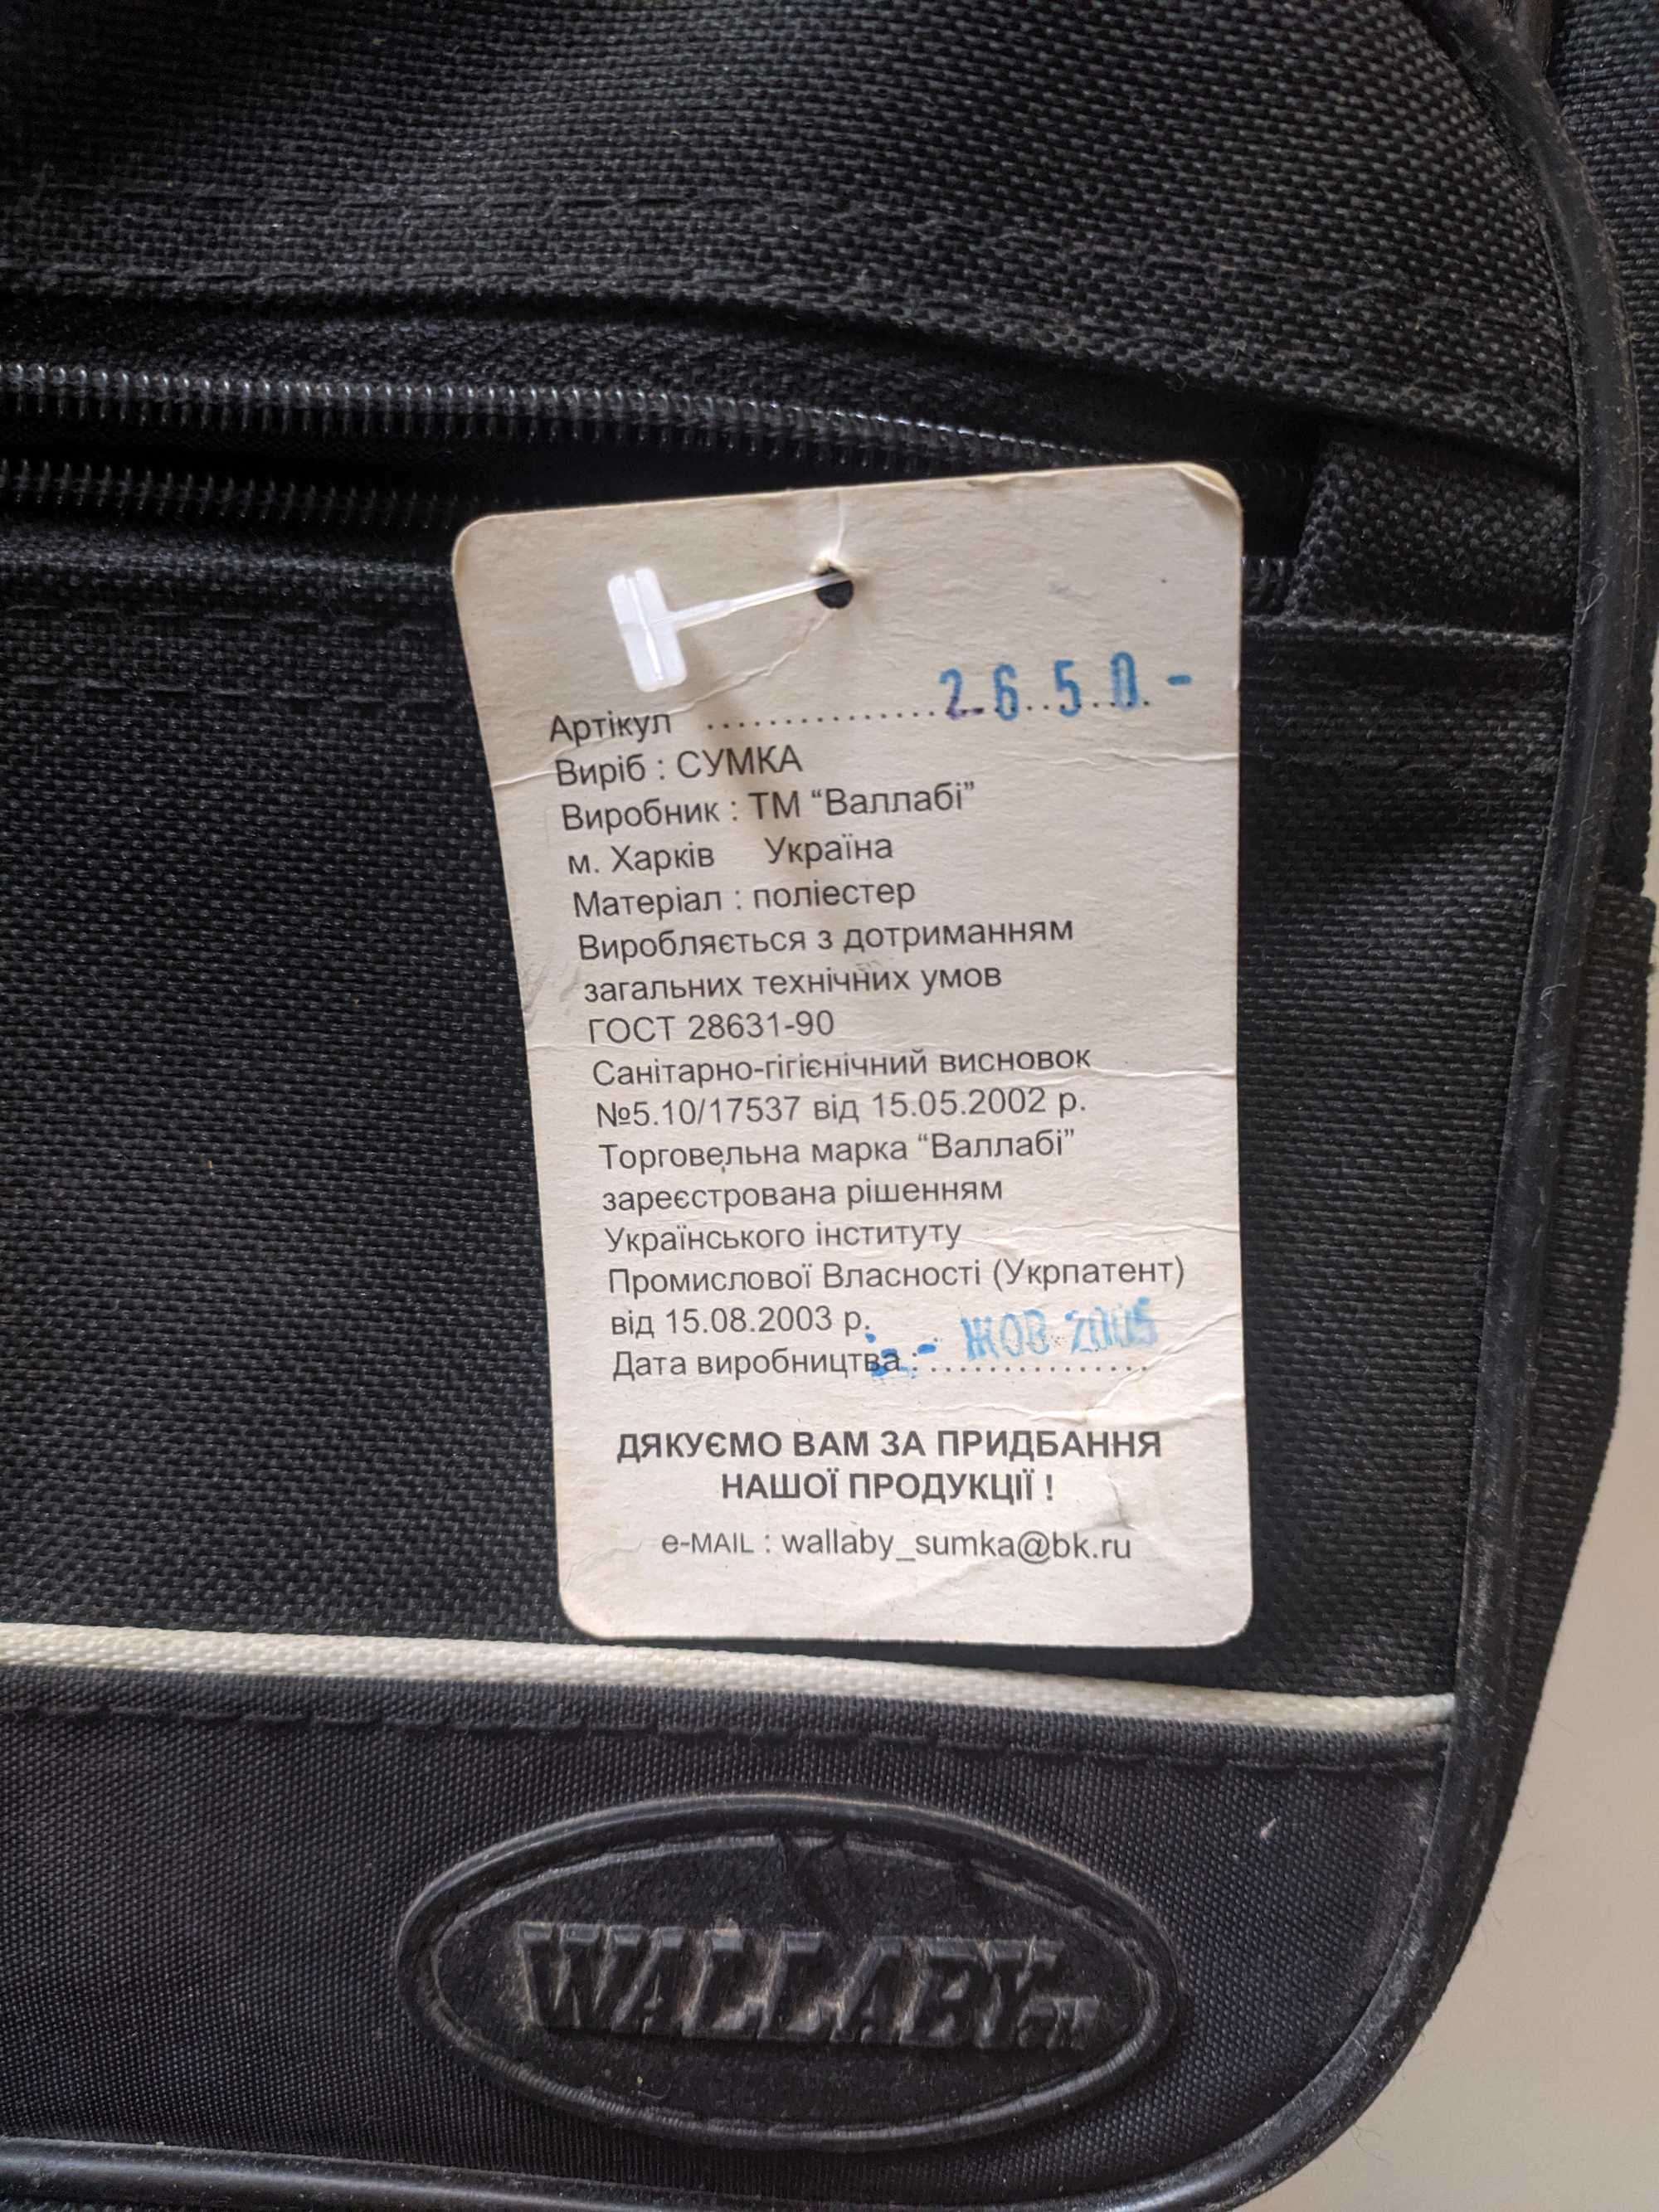 Артікул .............................. 2650-
Виріб : СУМКА
Виробник : ТМ “Валлабі”
м. Харків Україна
Матеріал : поліестер
Виробляється з дотриманням
загальних технічних умов
ГОСТ 28631-90
Санітарно-гігієнічний висновок
№5.10/17537 від 15.05.2002 р.
Торговельна марка “Валлабі”
зареєстрована рішенням
Українського інституту
Промислової Власності (Укрпатент)
від 15.08.2003 р.
Дата виробництва : ............... ЖОВ 2005
ДЯКУЄМО ВАМ ЗА ПРИДБАННЯ
НАШОЇ ПРОДУКЦІЇ !
e-MAIL : wallaby_sumka@bk.ru
WALLABY TM